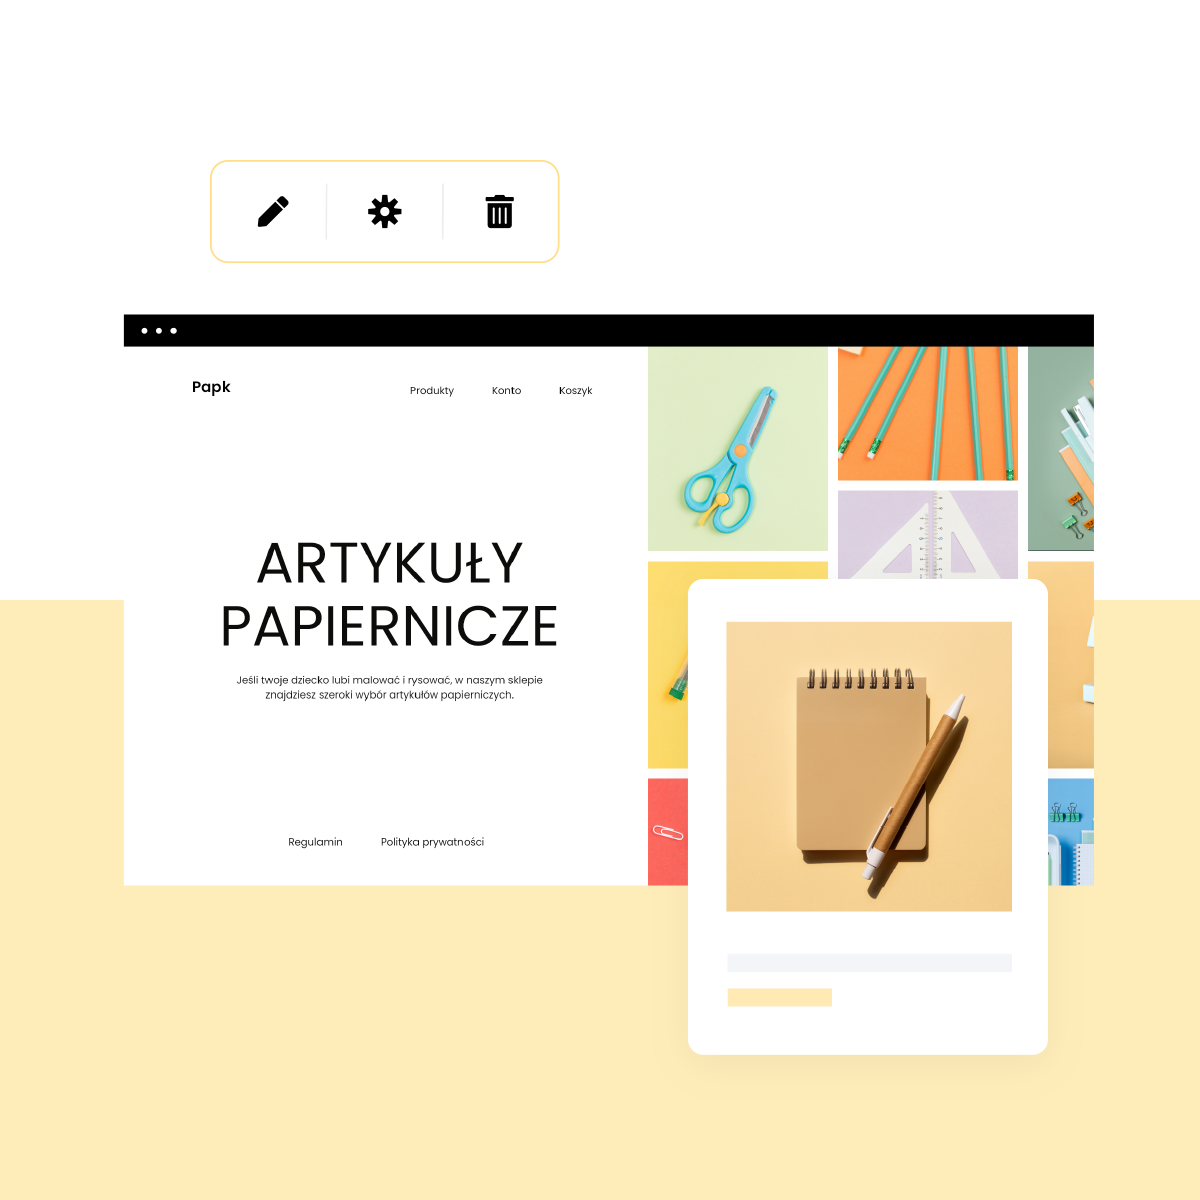 Papk
Produkty Konto Koszyk
ARTYKUŁY
PAPIERNICZE
Jeśli twoje dziecko lubi malować i rysować, w naszym sklepie
znajdziesz szeroki wybór artykułów papierniczych.
Regulamin Polityka prywatności